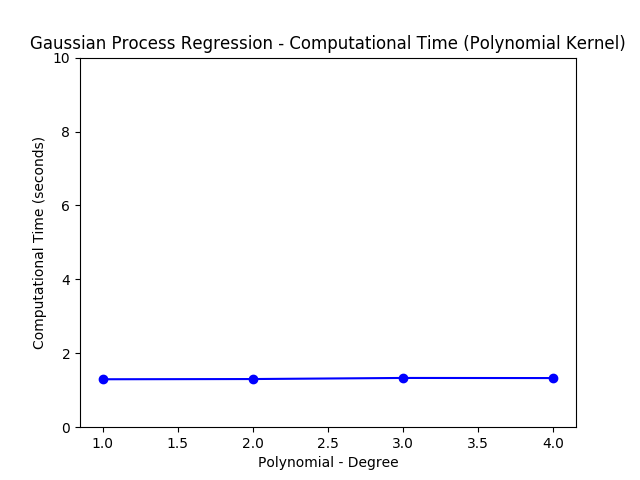 Gaussian Process Regression - Computational Time (Polynomial Kernel)
10
8
6
4
2
0
Computational Time (seconds)
1.0 1.5 2.0 2.5 3.0 3.5 4.0
Polynomial - Degree